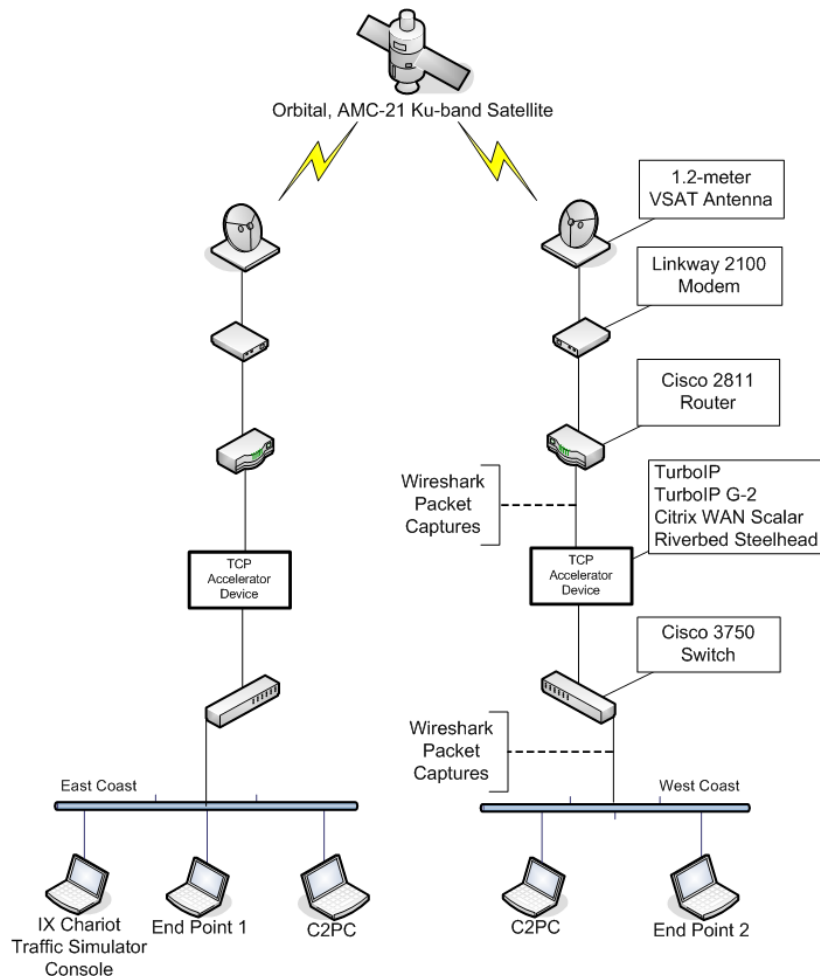 Orbital, AMC-21 Ku-band Satellite
1.2-meter
VSAT Antenna
Linkway 2100
Modem
Cisco 2811
Router
Wireshark
Packet
Captures
TurboIP
TurboIP G-2
Citrix WAN Scalar
Riverbed Steelhead
TCP
Accelerator
Device
TCP
Accelerator
Device
Cisco 3750
Switch
Wireshark
Packet
Captures
East Coast
West Coast
IX Chariot
Traffic Simulator
Console
End Point 1
C2PC
C2PC
End Point 2